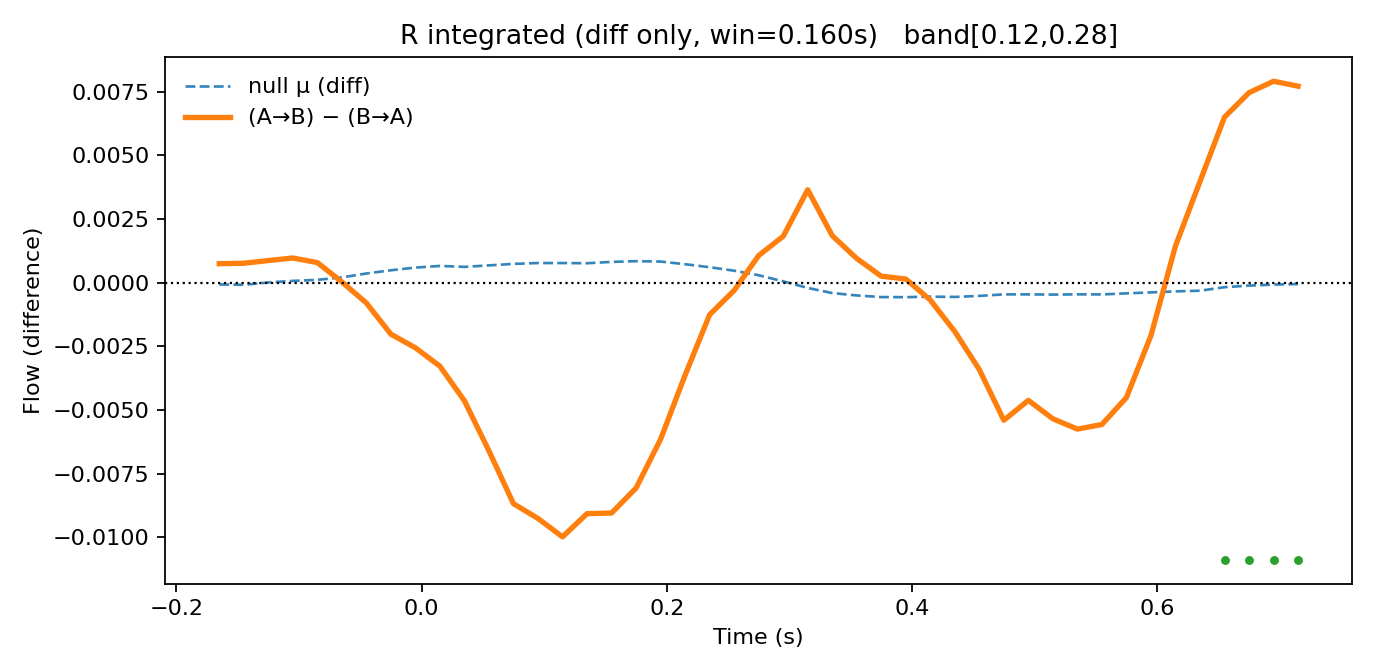 R integrated (diff only, win=0.160s)   band[0.12,0.28]
null μ (diff)
(A→B) − (B→A)
Flow (difference)
0.0075
0.0050
0.0025
0.0000
−0.0025
−0.0050
−0.0075
−0.0100
−0.2
0.0
0.2
0.4
0.6
Time (s)